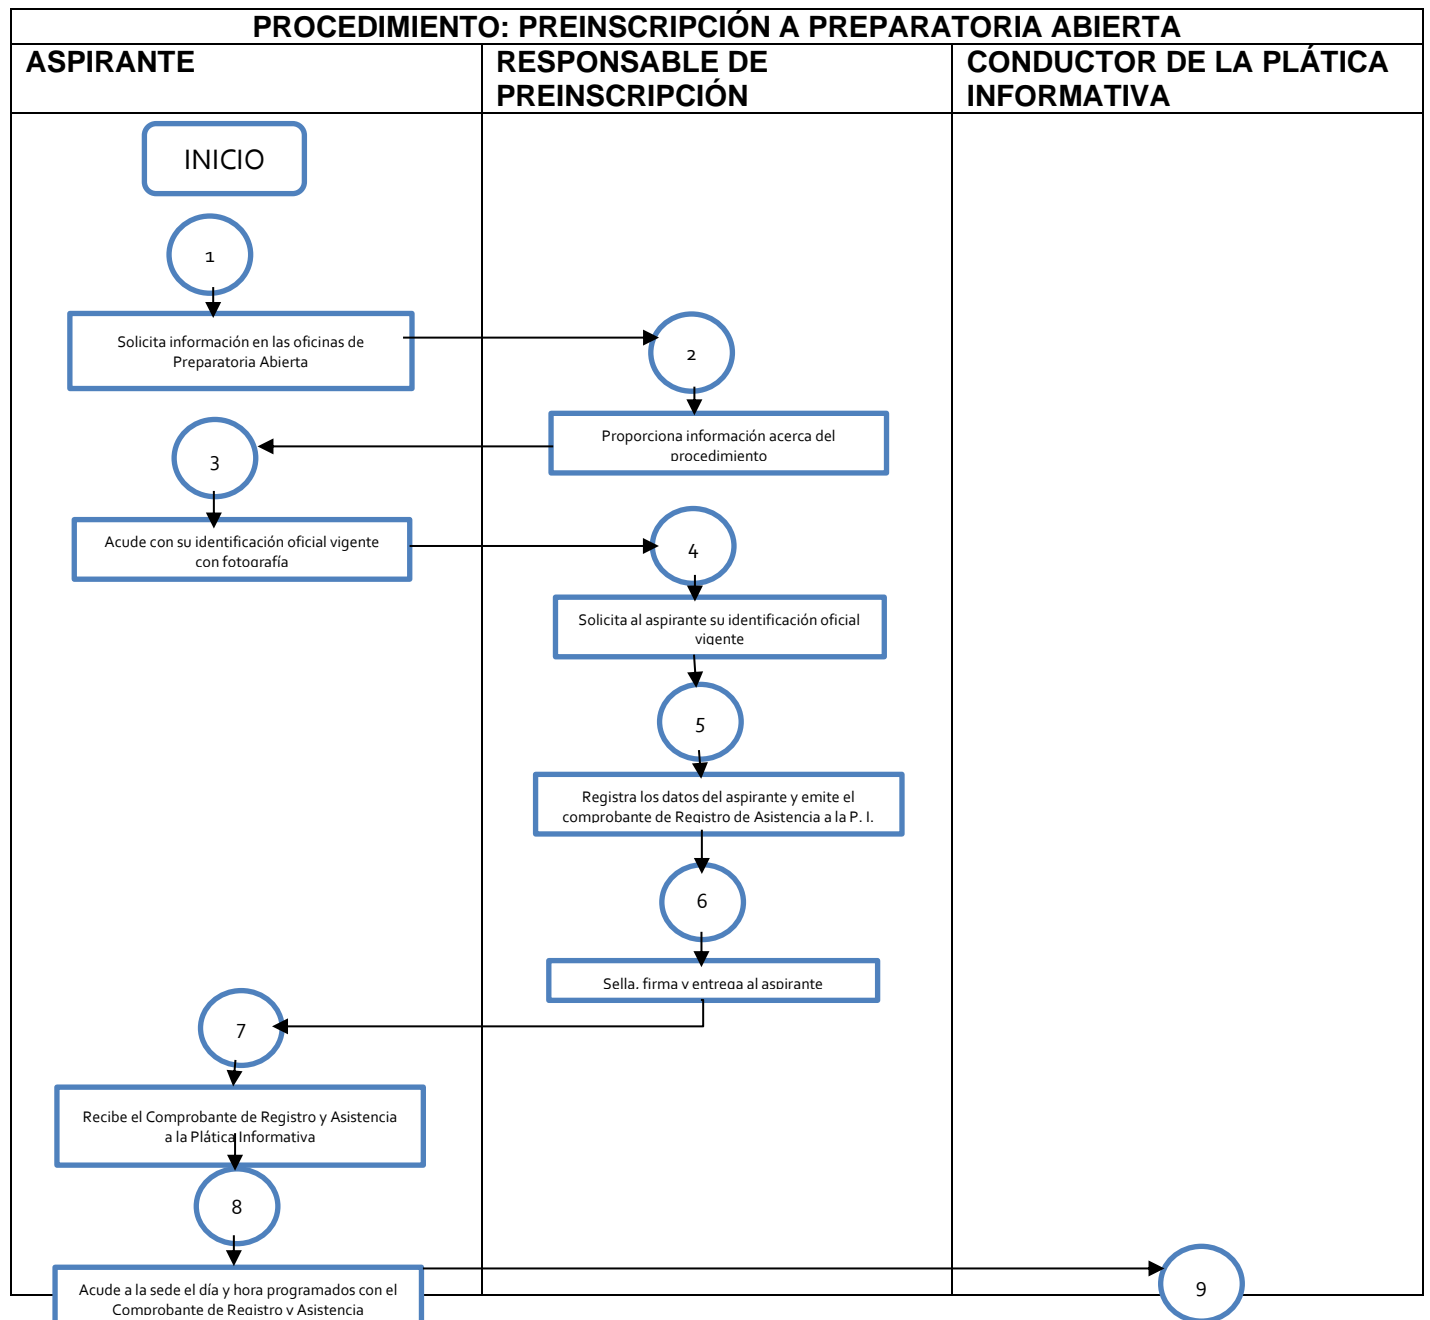 PROCEDIMIENTO: PREINSCRIPCIÓN A PREPARATORIA ABIERTA
ASPIRANTE
RESPONSABLE DE
PREINSCRIPCIÓN
CONDUCTOR DE LA PLÁTICA
INFORMATIVA
INICIO
1
Solicita información en las oficinas de
Preparatoria Abierta
2
Proporciona información acerca del
procedimiento
3
Acude con su identificación oficial vigente
con fotografía
4
Solicita al aspirante su identificación oficial
vigente
5
Registra los datos del aspirante y emite el
comprobante de Registro de Asistencia a la P. I.
6
Sella, firma y entrega al aspirante
7
Recibe el Comprobante de Registro y Asistencia
a la Plática Informativa
8
Acude a la sede el día y hora programados con el
Comprobante de Registro y Asistencia
9